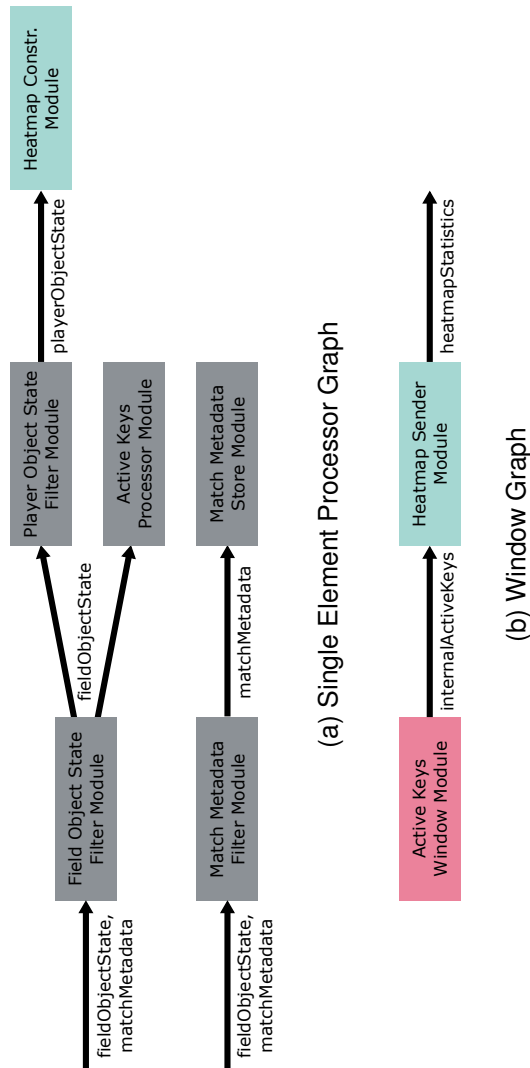 fieldObjectState,
matchMetadata
Field Object State
Filter Module
fieldObjectState
Player Object State
Filter Module
playerObjectState
Heatmap Constr.
Module
Active Keys
Processor Module
fieldObjectState,
matchMetadata
Match Metadata
Filter Module
matchMetadata
Match Metadata
Store Module
(a) Single Element Processor Graph
Active Keys
Window Module
internalActiveKeys
Heatmap Sender
Module
heatmapStatistics
(b) Window Graph